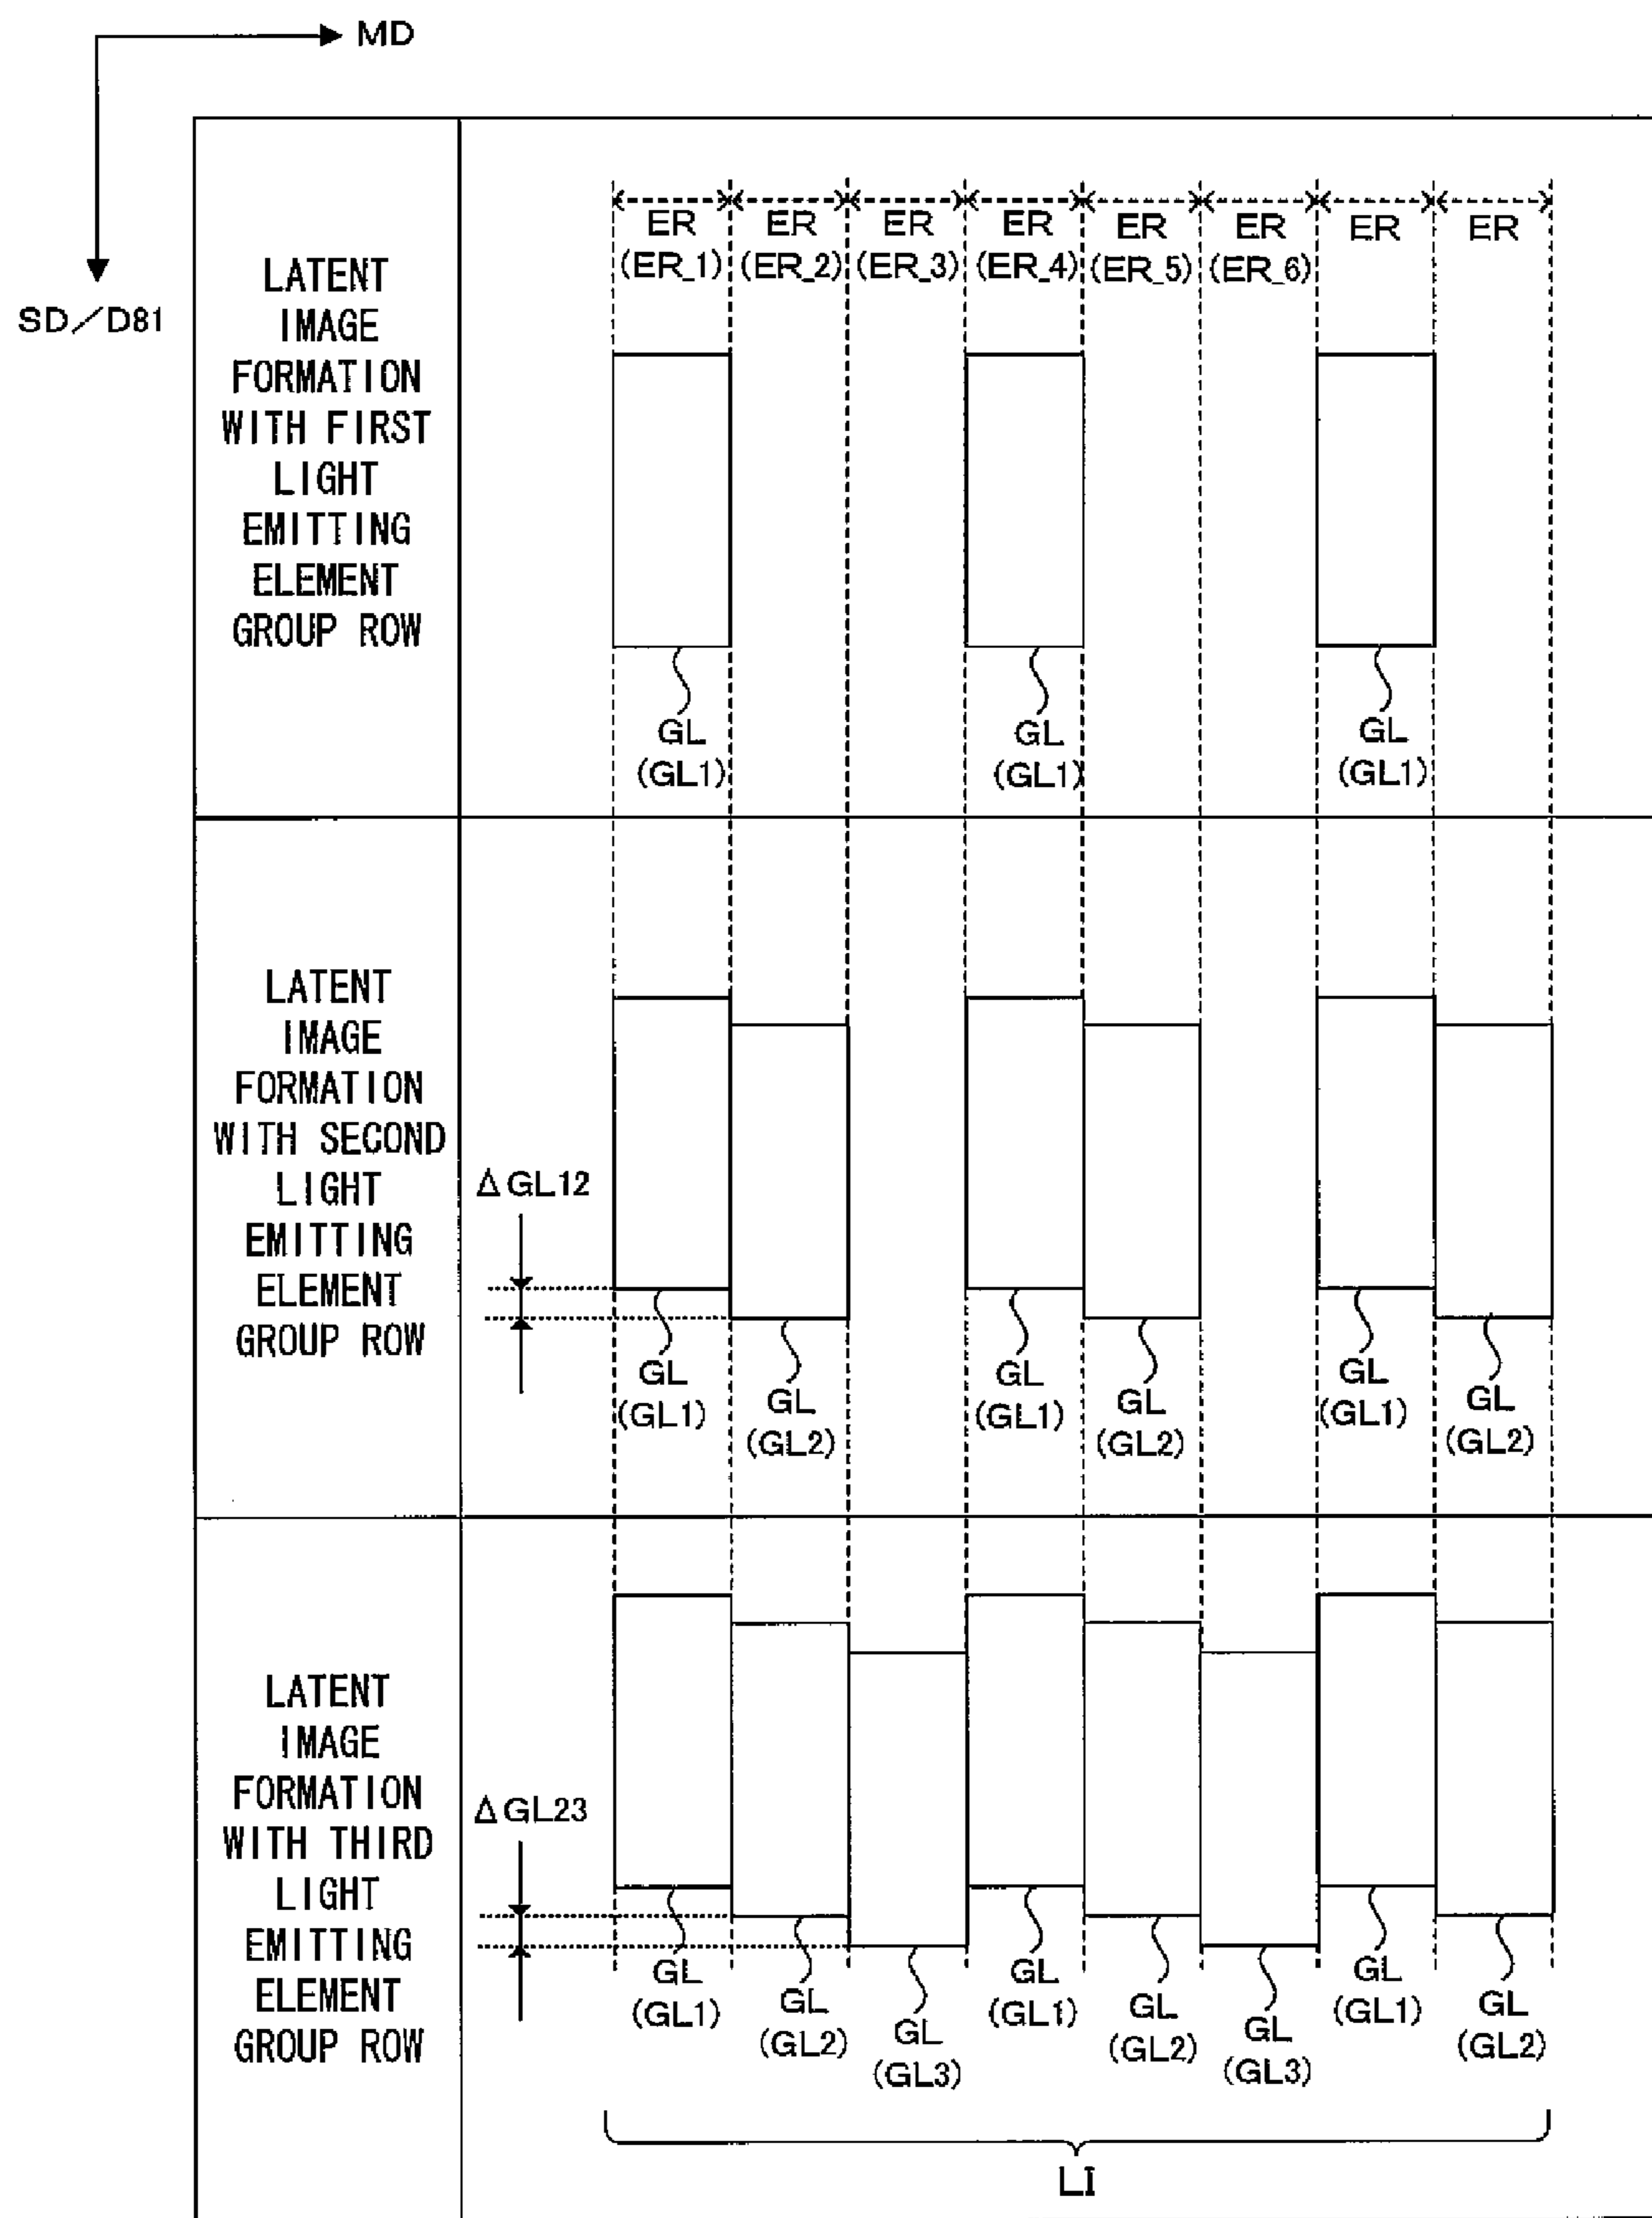 MD
SD/D81
LATENT
IMAGE
FORMATION
WITH FIRST
LIGHT
EMITTING
ELEMENT
GROUP ROW
ER ER ER ER ER ER ER ER
(ER_1) (ER_2) (ER_3) (ER_4) (ER_5) (ER_6)
GL GL GL
(GL1) (GL1) (GL1)
LATENT
IMAGE
FORMATION
WITH SECOND
LIGHT
EMITTING
ELEMENT
GROUP ROW
ΔGL12
GL GL GL
(GL1) (GL1) (GL1)
GL GL GL
(GL2) (GL2) (GL2)
LATENT
IMAGE
FORMATION
WITH THIRD
LIGHT
EMITTING
ELEMENT
GROUP ROW
ΔGL23
GL GL GL
(GL1) (GL1) (GL1)
GL GL GL
(GL2) (GL2) (GL2)
GL GL
(GL3) (GL3)
LI